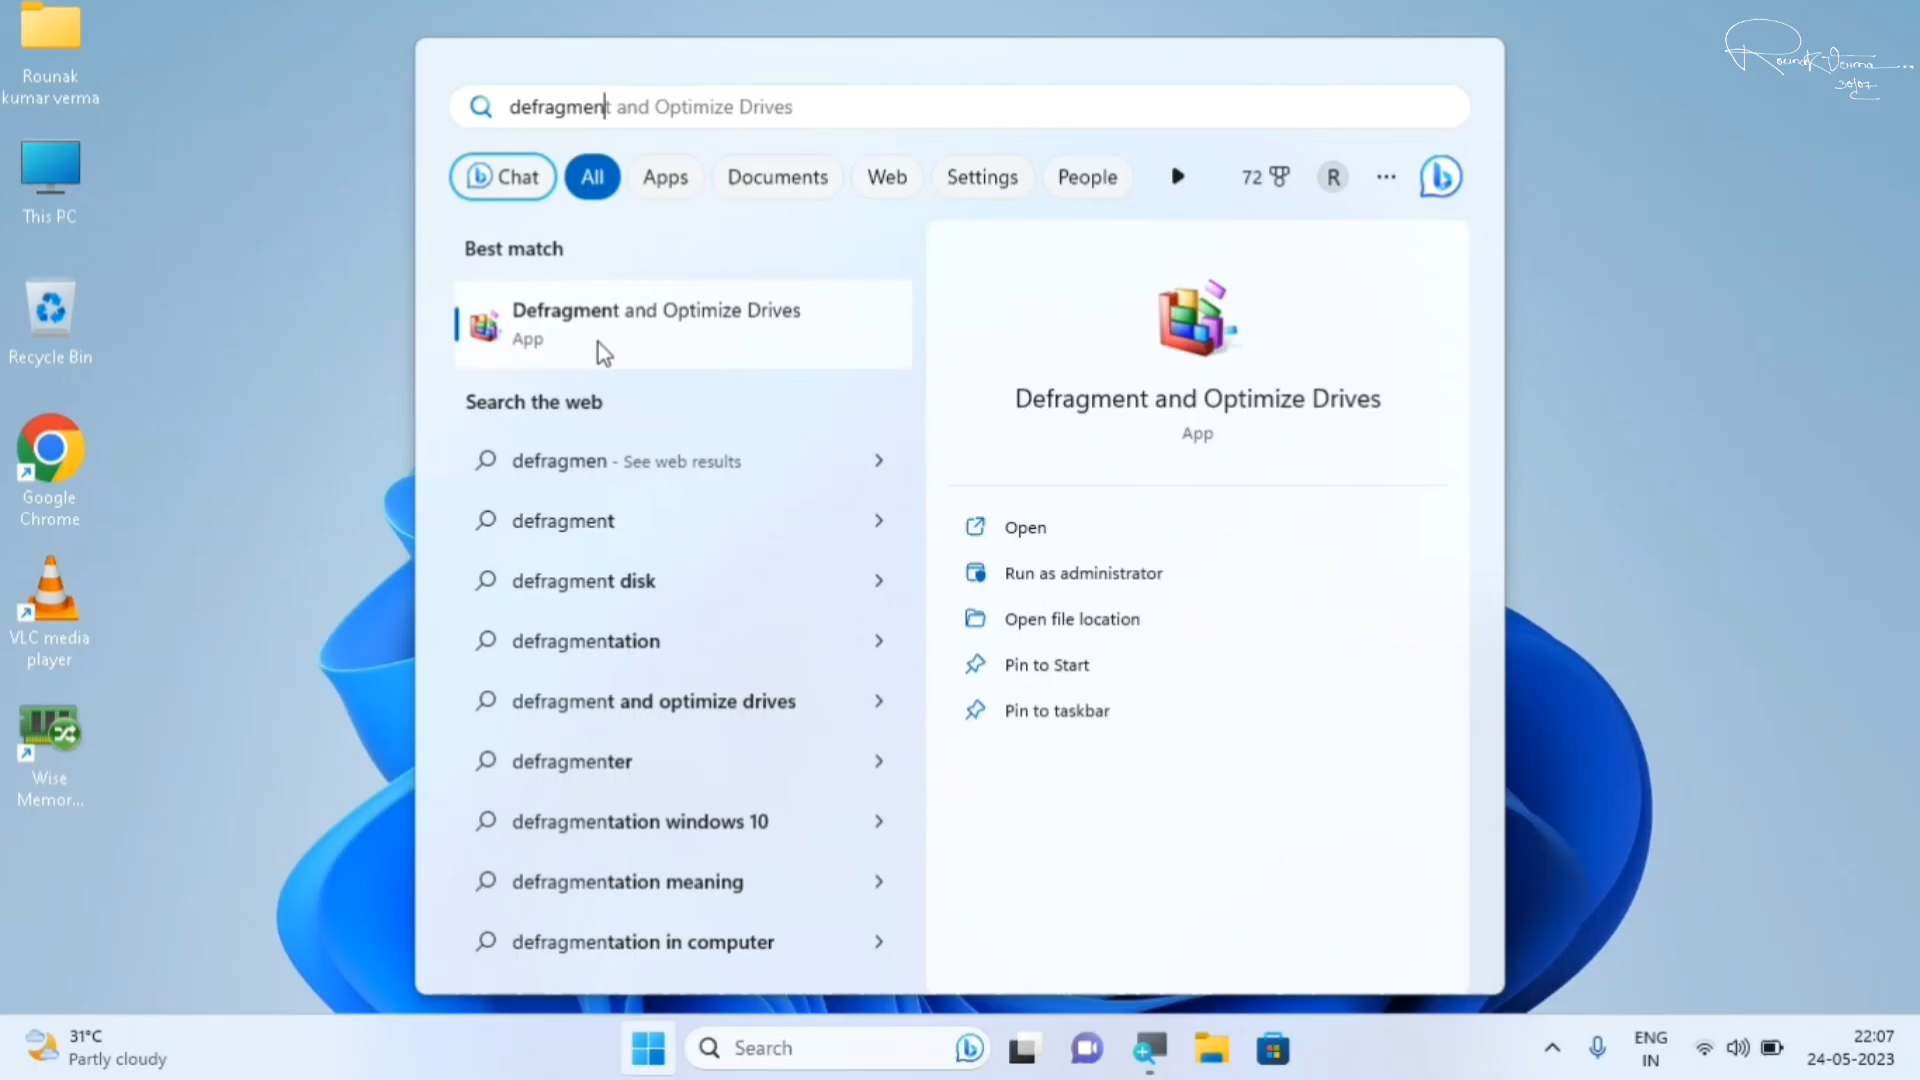 Rounak
kumar verma
This PC
Recycle Bin
Google
Chrome
VLC media
player
Wise
Memor...
defragment and Optimize Drives
Chat All Apps Documents Web Settings People 72 R ...
Best match
Defragment and Optimize Drives
App
Search the web
defragmen - See web results
defragment
defragment disk
defragmentation
defragment and optimize drives
defragmenter
defragmentation windows 10
defragmentation meaning
defragmentation in computer
Defragment and Optimize Drives
App
Open
Run as administrator
Open file location
Pin to Start
Pin to taskbar
Rounak Verma...
30/07
31°C
Partly cloudy
Search
ENG
IN
22:07
24-05-2023